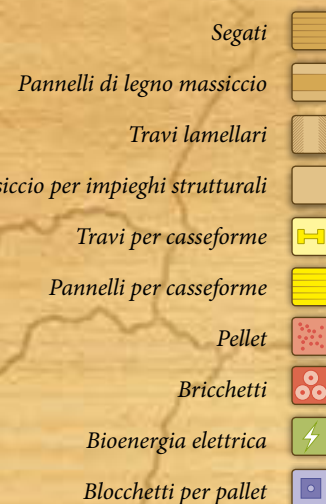 Segati
Pannelli di legno massiccio
Travi lamellari
siccio per impieghi strutturali
Travi per casseforme
Pannelli per casseforme
Pellet
Bricchetti
Bioenergia elettrica
Blocchetti per pallet